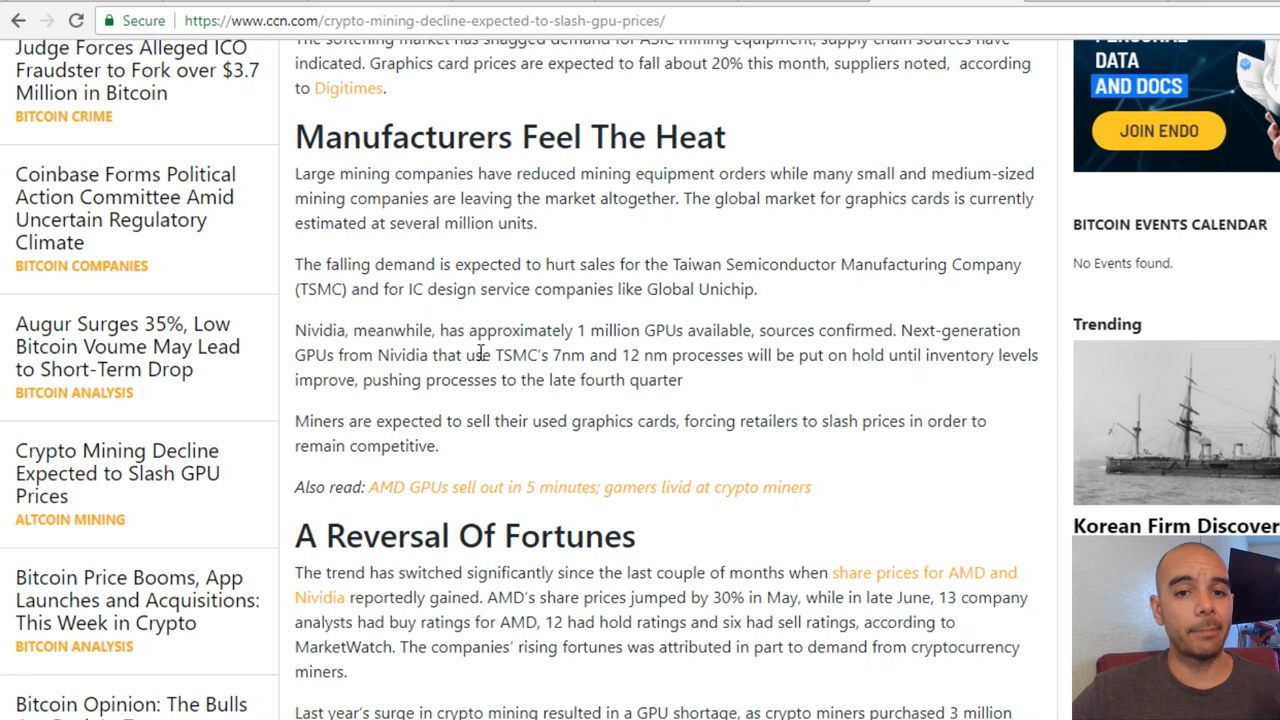 Secure
https://www.ccn.com/crypto-mining-decline-expected-to-slash-gpu-prices/
Judge Forces Alleged ICO
Fraudster to Fork over $3.7
Million in Bitcoin
BITCOIN CRIME
Coinbase Forms Political
Action Committee Amid
Uncertain Regulatory
Climate
BITCOIN COMPANIES
Augur Surges 35%, Low
Bitcoin Voume May Lead
to Short-Term Drop
BITCOIN ANALYSIS
Crypto Mining Decline
Expected to Slash GPU
Prices
ALTCOIN MINING
Bitcoin Price Booms, App
Launches and Acquisitions:
This Week in Crypto
BITCOIN ANALYSIS
Bitcoin Opinion: The Bulls
The softening market has snagged demand for ASIC mining equipment, supply chain sources have
indicated. Graphics card prices are expected to fall about 20% this month, suppliers noted, according
to Digitimes.
Manufacturers Feel The Heat
Large mining companies have reduced mining equipment orders while many small and medium-sized
mining companies are leaving the market altogether. The global market for graphics cards is currently
estimated at several million units.
The falling demand is expected to hurt sales for the Taiwan Semiconductor Manufacturing Company
(TSMC) and for IC design service companies like Global Unichip.
Nividia, meanwhile, has approximately 1 million GPUs available, sources confirmed. Next-generation
GPUs from Nividia that use TSMC's 7nm and 12 nm processes will be put on hold until inventory levels
improve, pushing processes to the late fourth quarter
Miners are expected to sell their used graphics cards, forcing retailers to slash prices in order to
remain competitive.
Also read: AMD GPUs sell out in 5 minutes; gamers livid at crypto miners
A Reversal Of Fortunes
The trend has switched significantly since the last couple of months when share prices for AMD and
Nividia reportedly gained. AMD's share prices jumped by 30% in May, while in late June, 13 company
analysts had buy ratings for AMD, 12 had hold ratings and six had sell ratings, according to
MarketWatch. The companies' rising fortunes was attributed in part to demand from cryptocurrency
miners.
Last year's surge in crypto mining resulted in a GPU shortage, as crypto miners purchased 3 million
PERSONAL
DATA
AND DOCS
JOIN ENDO
BITCOIN EVENTS CALENDAR
No Events found.
Trending
Korean Firm Discover